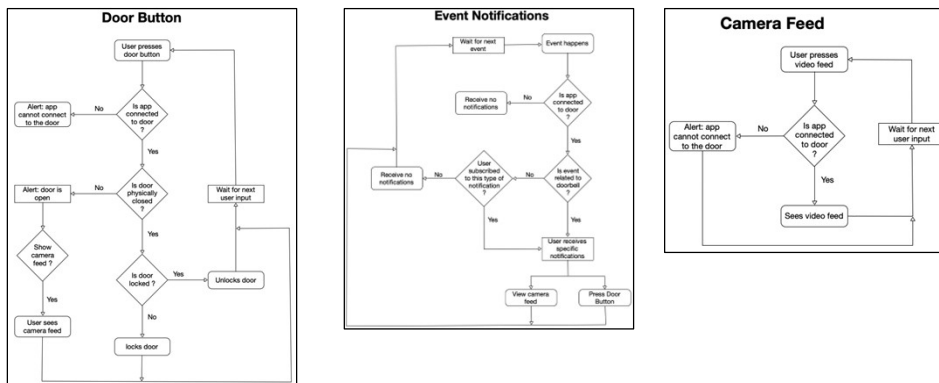 Door Button
User presses
door button
Is app
connected
to door
?
No
Alert: app
cannot connect
to the door
Yes
Is door
physically
closed
?
No
Alert: door is
open
Wait for next
user input
Yes
Show
camera
feed ?
Is door
locked ?
Yes
Unlocks door
Yes
No
User sees
camera feed
locks door
Event Notifications
Wait for next
event
Event happens
Receive no
notifications
No
Is app
connected to
door
?
Yes
Receive no
notifications
No
User
subscribed
to this type of
notification?
No
Is event
related to
doorbell
?
Yes
Yes
User receives
specific
notifications
View camera
feed
Press Door
Button
Camera Feed
User presses
video feed
Alert: app
cannot connect
to the door
No
Is app
connected
to door
?
Wait for next
user input
Yes
Sees video feed